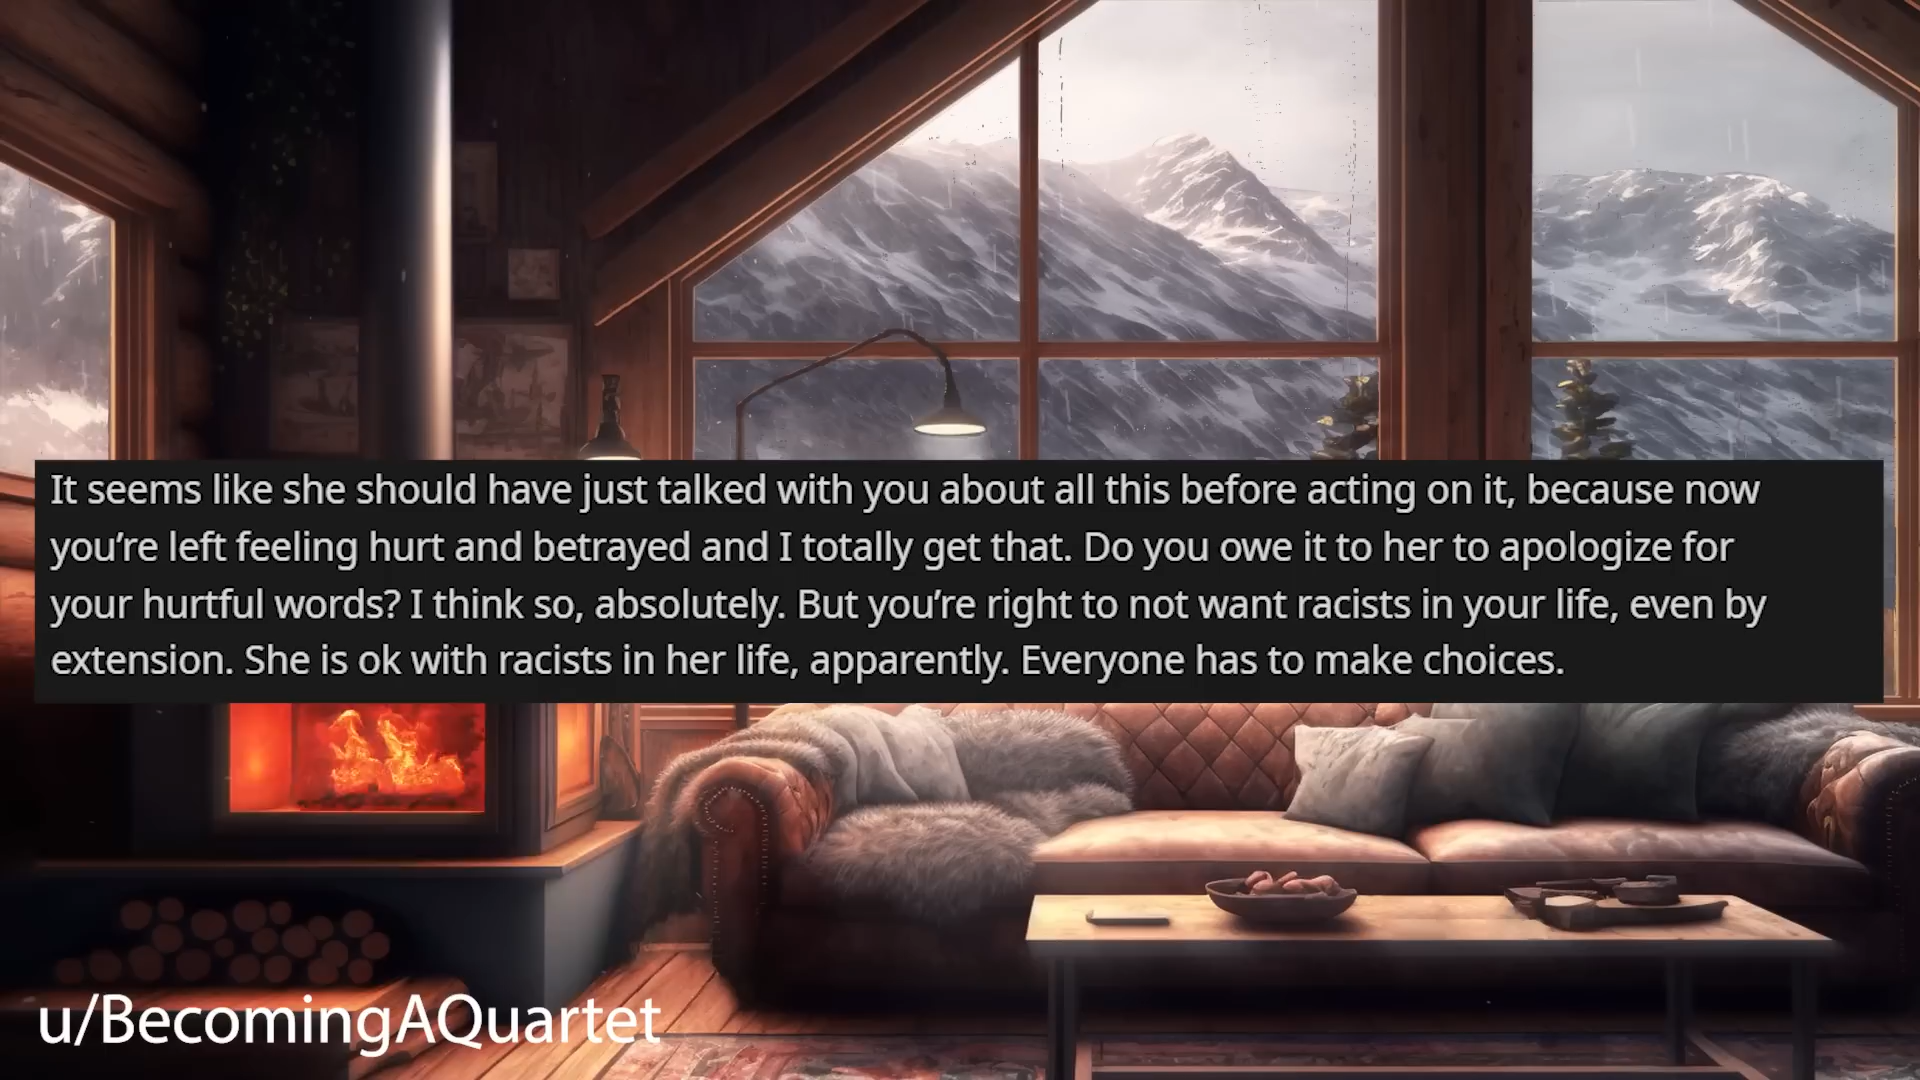 It seems like she should have just talked with you about all this before acting on it, because now
you’re left feeling hurt and betrayed and I totally get that. Do you owe it to her to apologize for
your hurtful words? I think so, absolutely. But you’re right to not want racists in your life, even by
extension. She is ok with racists in her life, apparently. Everyone has to make choices.
u/BecomingAQuartet